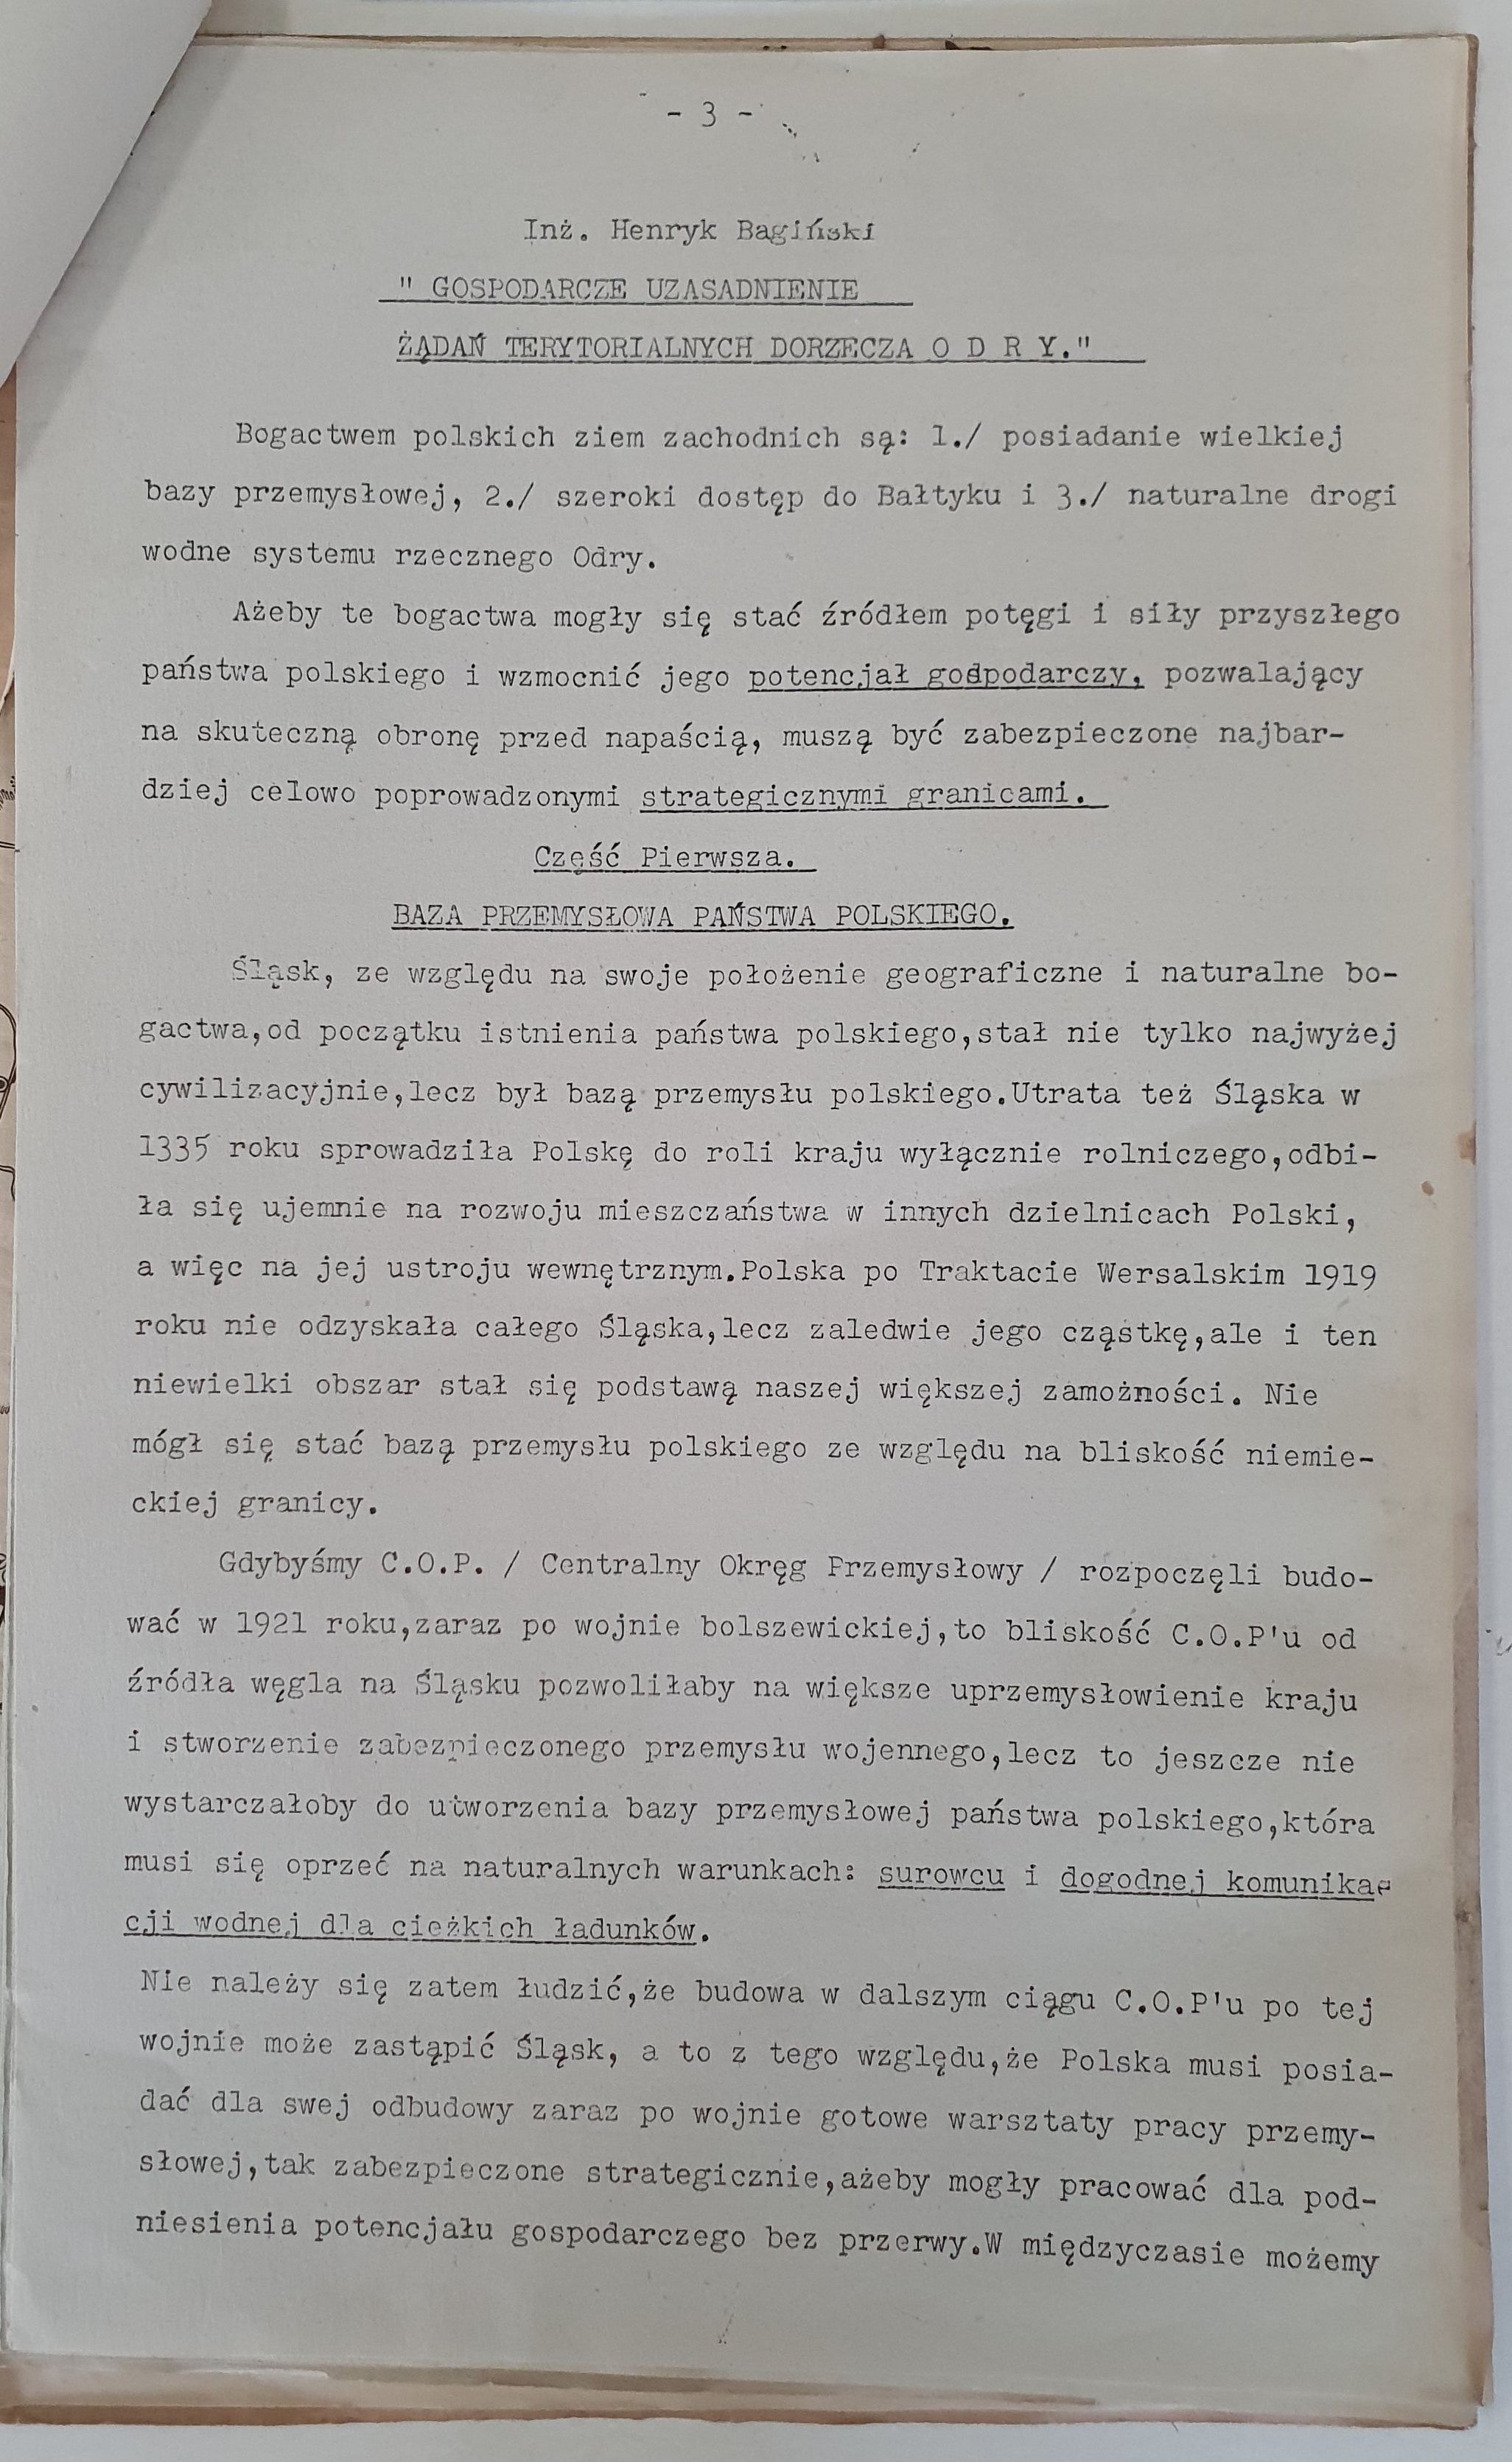 - 3 -
Inż. Henryk Bagiński
" GOSPODARCZE UZASADNIENIE
ŻĄDAŃ TERYTORIALNYCH DORZECZA O D R Y."
Bogactwem polskich ziem zachodnich są: 1./ posiadanie wielkiej
bazy przemysłowej, 2./ szeroki dostęp do Bałtyku i 3./ naturalne drogi
wodne systemu rzecznego Odry.
Ażeby te bogactwa mogły się stać źródłem potęgi i siły przyszłego
państwa polskiego i wzmocnić jego potencjał gospodarczy, pozwalający
na skuteczną obronę przed napaścią, muszą być zabezpieczone najbar-
dziej celowo poprowadzonymi strategicznymi granicami.
Część Pierwsza.
BAZA PRZEMYSŁOWA PAŃSTWA POLSKIEGO.
Śląsk, ze względu na swoje położenie geograficzne i naturalne bo-
gactwa,od początku istnienia państwa polskiego,stał nie tylko najwyżej
cywilizacyjnie,lecz był bazą przemysłu polskiego.Utrata też Śląska w
1335 roku sprowadziła Polskę do roli kraju wyłącznie rolniczego,odbi-
ła się ujemnie na rozwoju mieszczaństwa w innych dzielnicach Polski,
a więc na jej ustroju wewnętrznym.Polska po Traktacie Wersalskim 1919
roku nie odzyskała całego Śląska,lecz zaledwie jego cząstkę,ale i ten
niewielki obszar stał się podstawą naszej większej zamożności. Nie
mógł się stać bazą przemysłu polskiego ze względu na bliskość niemie-
ckiej granicy.
Gdybyśmy C.O.P. / Centralny Okręg Przemysłowy / rozpoczęli budo-
wać w 1921 roku,zaraz po wojnie bolszewickiej,to bliskość C.O.P'u od
źródła węgla na Śląsku pozwoliłaby na większe uprzemysłowienie kraju
i stworzenie zabezpieczonego przemysłu wojennego,lecz to jeszcze nie
wystarczałoby do utworzenia bazy przemysłowej państwa polskiego,która
musi się oprzeć na naturalnych warunkach: surowcu i dogodnej komunika-
cji wodnej dla ciężkich ładunków.
Nie należy się zatem łudzić,że budowa w dalszym ciągu C.O.P'u po tej
wojnie może zastąpić Śląsk, a to z tego względu,że Polska musi posia-
dać dla swej odbudowy zaraz po wojnie gotowe warsztaty pracy przemy-
słowej,tak zabezpieczone strategicznie,ażeby mogły pracować dla pod-
niesienia potencjału gospodarczego bez przerwy.W międzyczasie możemy